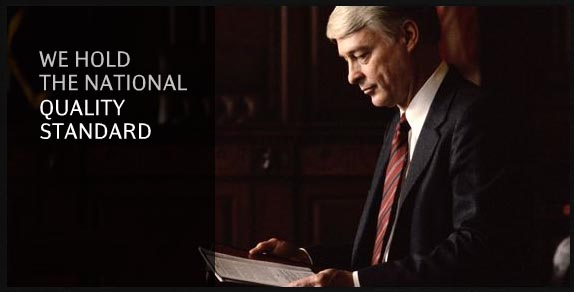 WE HOLD
THE NATIONAL
QUALITY
STANDARD